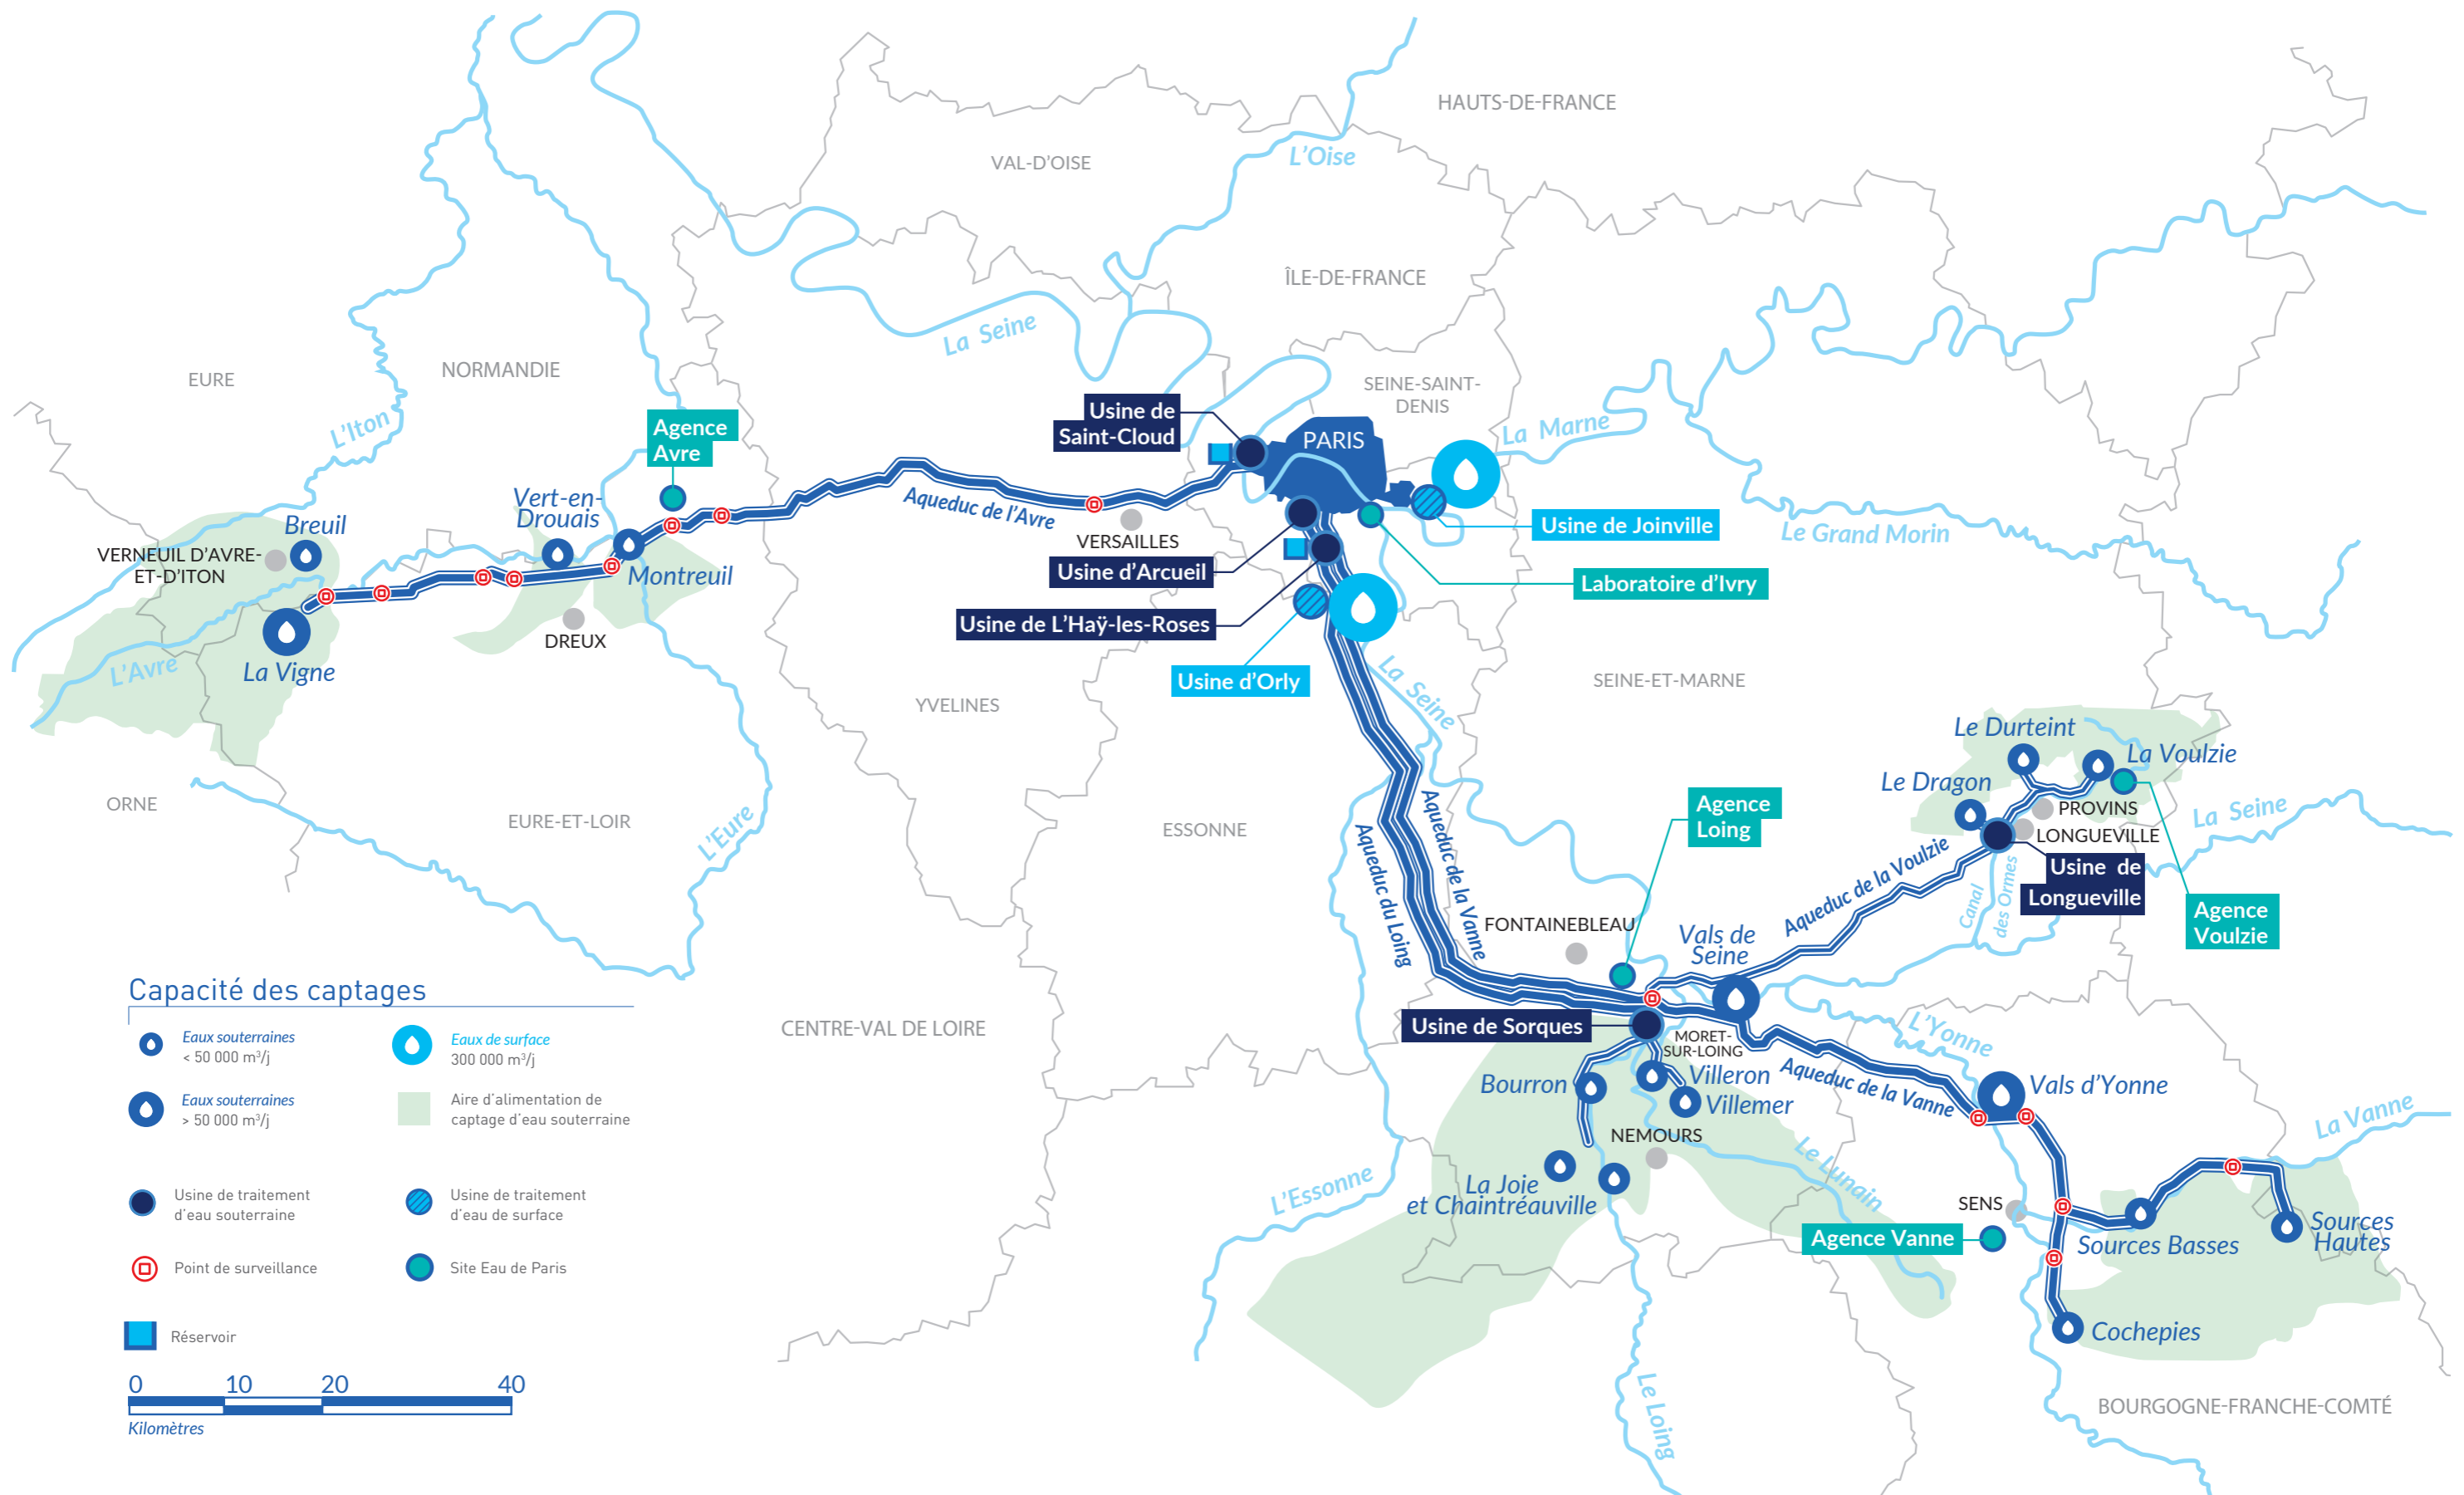 HAUTS-DE-FRANCE
VAL-D'OISE
L'Oise
ÎLE-DE-FRANCE
La Seine
EURE
NORMANDIE
L'Iton
SEINE-SAINT-
DENIS
Agence
Avre
Usine de
Saint-Cloud
PARIS
La Marne
Vert-en-
Drouais
Aqueduc de l'Avre
Breuil
VERNEUIL D'AVRE-
ET-D'ITON
VERSAILLES
Usine de Joinville
Le Grand Morin
Usine d'Arcueil
Montreuil
Laboratoire d'Ivry
DREUX
Usine de L'Haÿ-les-Roses
L'Avre
La Vigne
Usine d'Orly
La Seine
SEINE-ET-MARNE
YVELINES
Le Durteint
La Voulzie
Le Dragon
ORNE
EURE-ET-LOIR
L'Eure
ESSONNE
Agence
Loing
PROVINS
La Seine
LONGUEVILLE
Usine de
Longueville
Aqueduc du Loing
Aqueduc de la Vanne
Aqueduc de la Voulzie
Canal
des Ormes
Agence
Voulzie
FONTAINEBLEAU
Vals de
Seine
Usine de Sorques
MORET-
SUR-LOING
L'Yonne
CENTRE-VAL DE LOIRE
Bourron
Villeron
Villemer
Aqueduc de la Vanne
Vals d'Yonne
La Vanne
NEMOURS
Le Lunain
L'Essonne
La Joie
et Chaintréauville
SENS
Agence Vanne
Sources Basses
Sources
Hautes
Cochepies
Le Loing
BOURGOGNE-FRANCHE-COMTÉ
Capacité des captages
Eaux souterraines
< 50 000 m³/j
Eaux de surface
300 000 m³/j
Eaux souterraines
> 50 000 m³/j
Aire d'alimentation de
captage d'eau souterraine
Usine de traitement
d'eau souterraine
Usine de traitement
d'eau de surface
Point de surveillance
Site Eau de Paris
Réservoir
0 10 20 40
Kilomètres